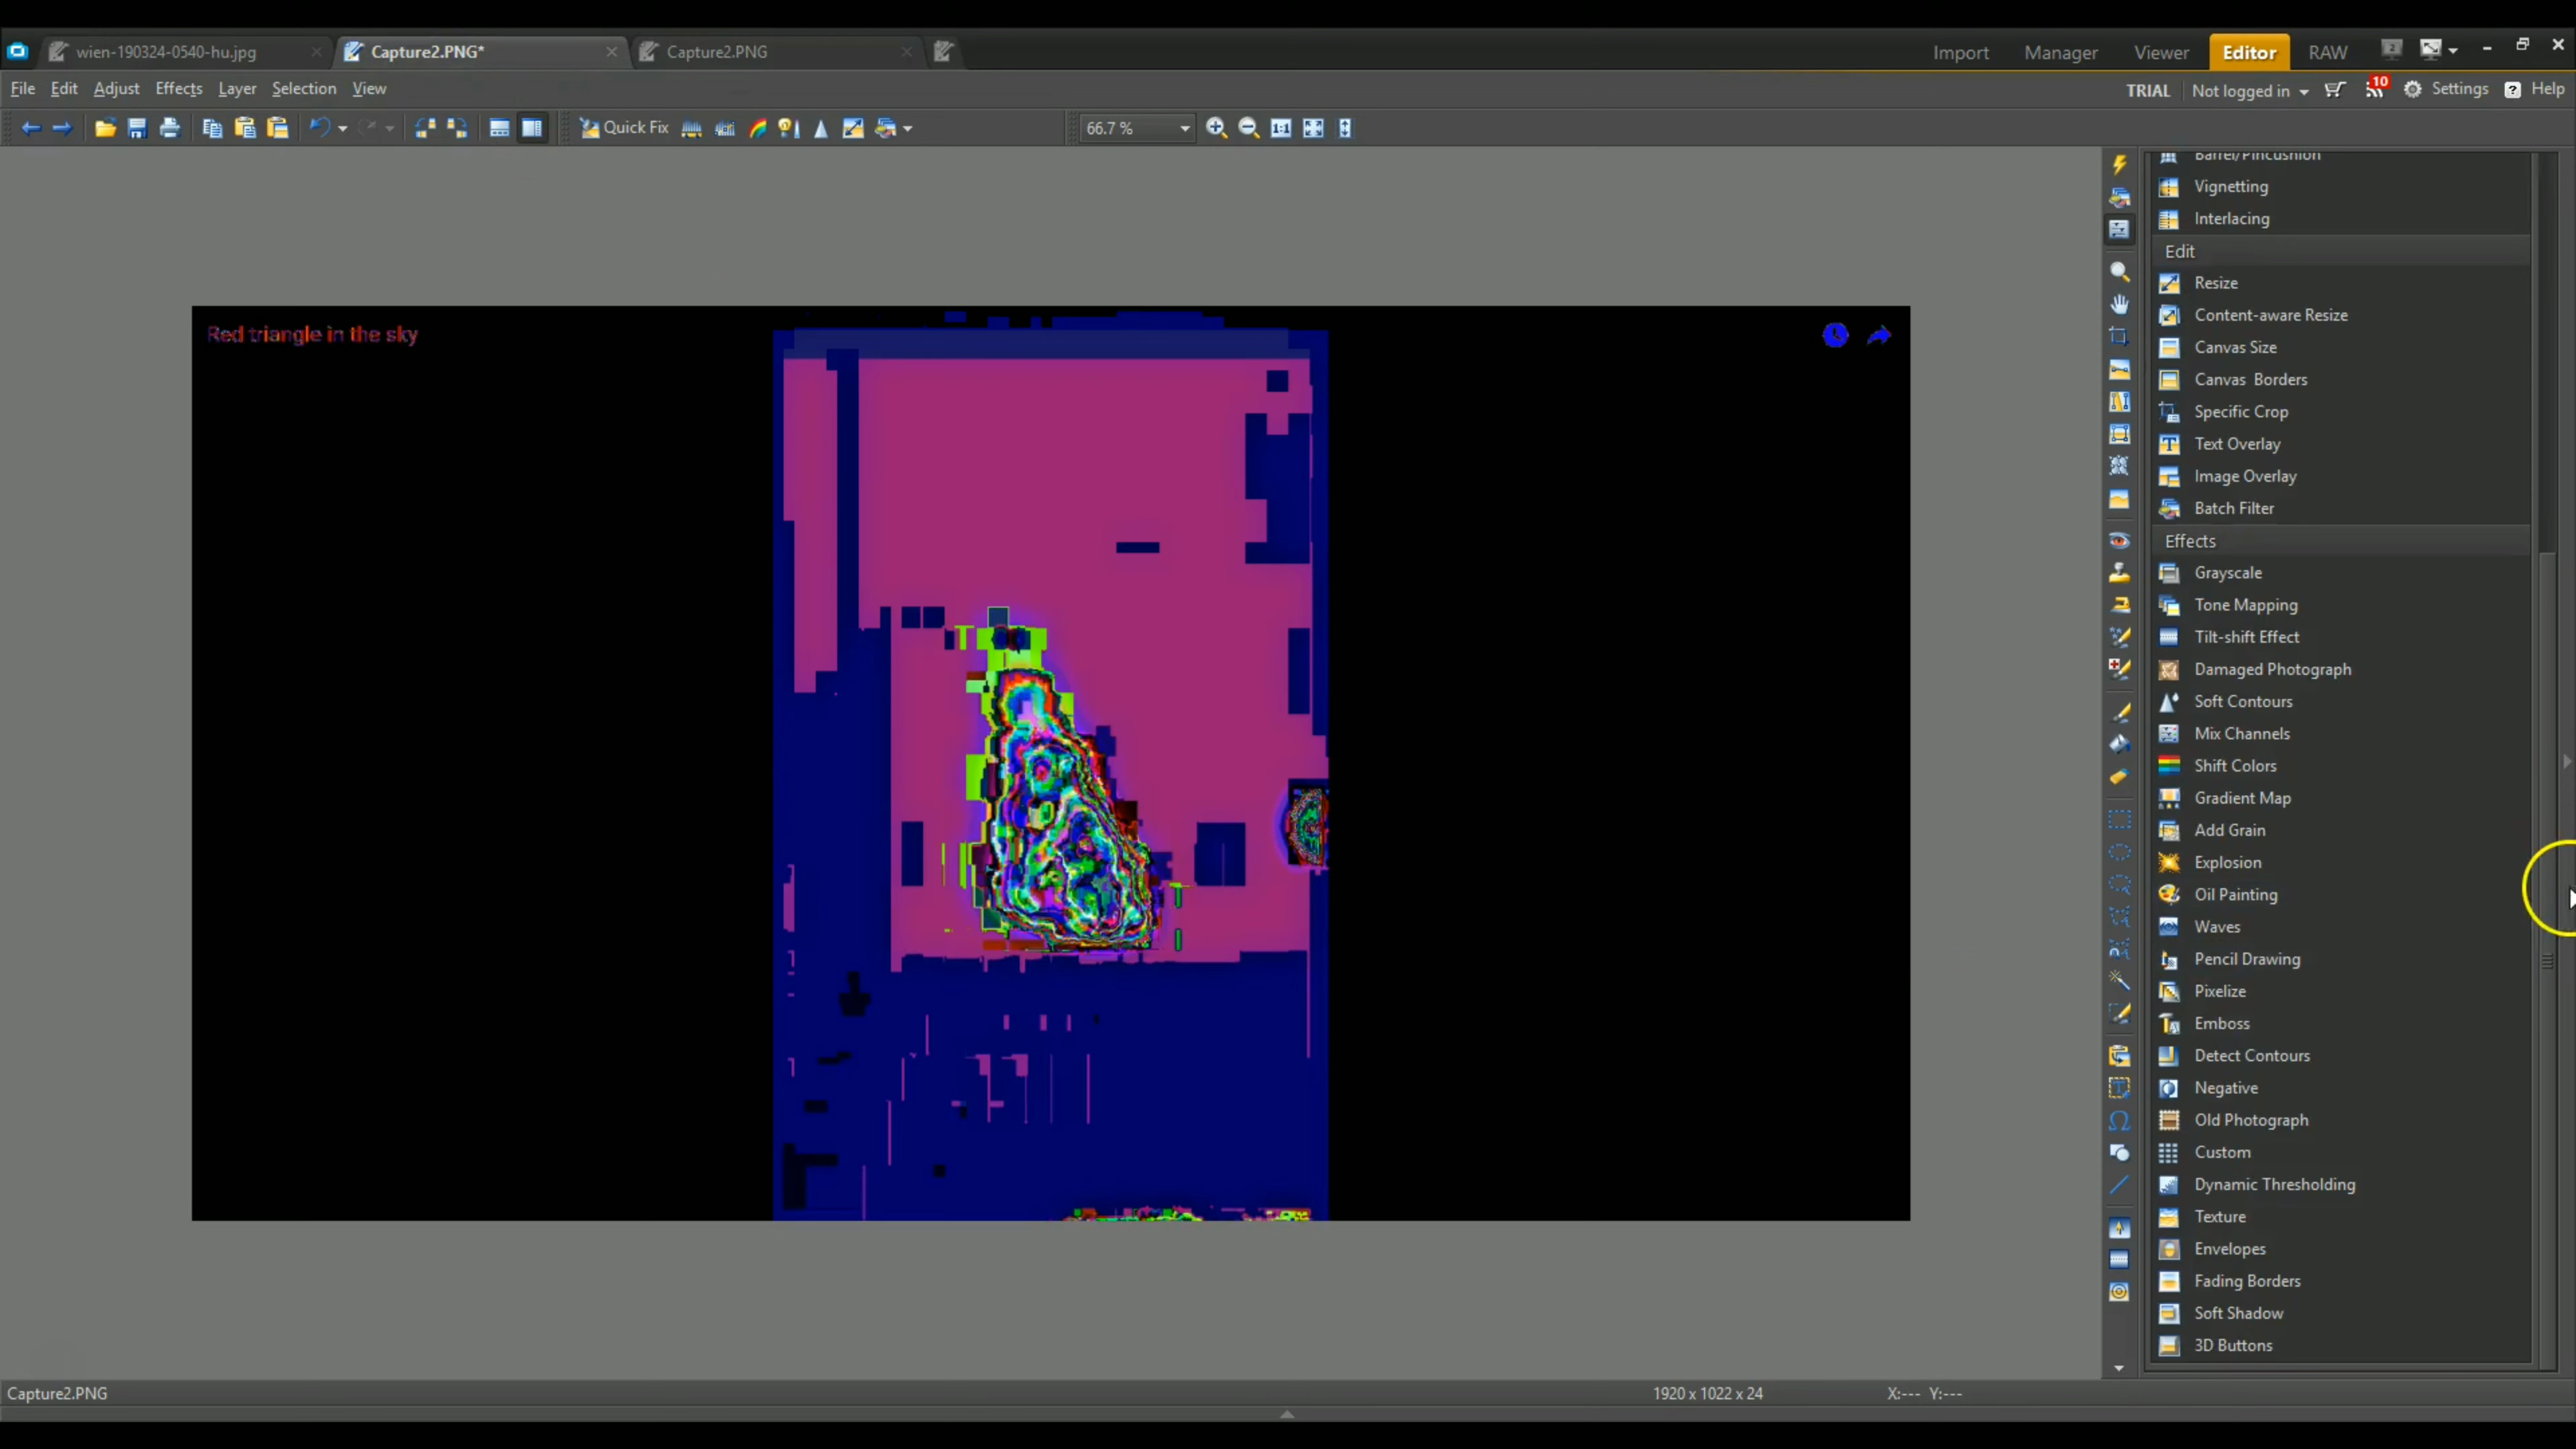 wien-190324-0540-hu.jpg
Capture2.PNG*
Capture2.PNG
Import
Manager
Viewer
Editor
RAW
File
Edit
Adjust
Effects
Layer
Selection
View
TRIAL
Not logged in
10
Settings
Help
Quick Fix
66.7 %
1:1
Barrel/Pincushion
Vignetting
Interlacing
Edit
Resize
Content-aware Resize
Canvas Size
Canvas Borders
Specific Crop
Text Overlay
Image Overlay
Batch Filter
Effects
Grayscale
Tone Mapping
Tilt-shift Effect
Damaged Photograph
Soft Contours
Mix Channels
Shift Colors
Gradient Map
Add Grain
Explosion
Oil Painting
Waves
Pencil Drawing
Pixelize
Emboss
Detect Contours
Negative
Old Photograph
Custom
Dynamic Thresholding
Texture
Envelopes
Fading Borders
Soft Shadow
3D Buttons
Red triangle in the sky
Capture2.PNG
1920 x 1022 x 24
X:--- Y:---